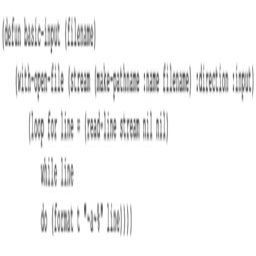 (defun basic-input (filename)
(with-open-file (stream (make-pathname :name filename) :direction :input)
(loop for line = (read-line stream nil nil)
while line
do (format t "~a~%" line))))